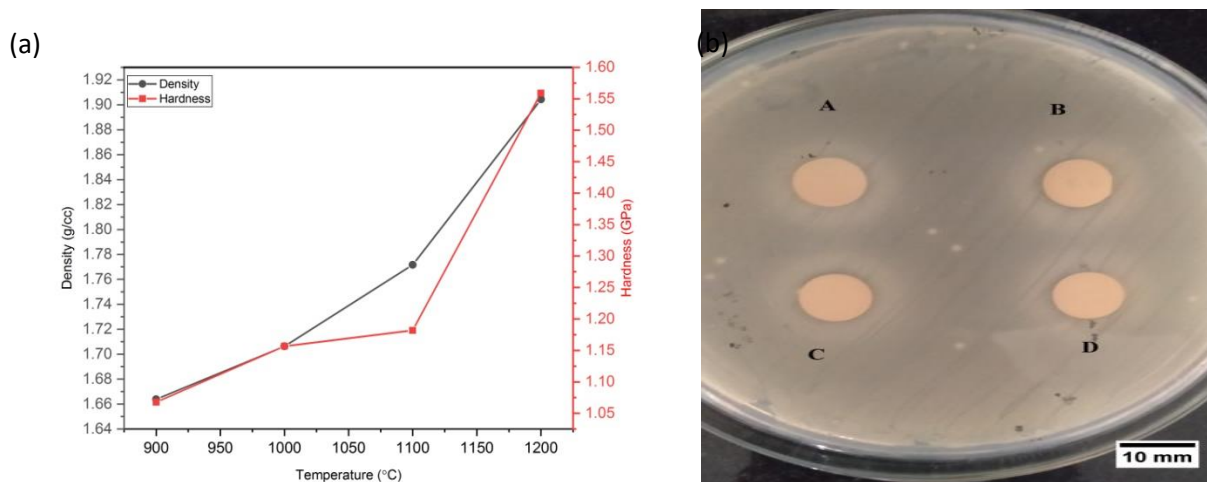 (a)
Density
Hardness
1.92
1.90
1.88
1.86
1.84
1.82
1.80
1.78
1.76
1.74
1.72
1.70
1.68
1.66
1.64
Density (g/cc)
1.60
1.55
1.50
1.45
1.40
1.35
1.30
1.25
1.20
1.15
1.10
1.05
Hardness (GPa)
900 950 1000 1050 1100 1150 1200
Temperature (°C)
(b)
A B
C D
10 mm